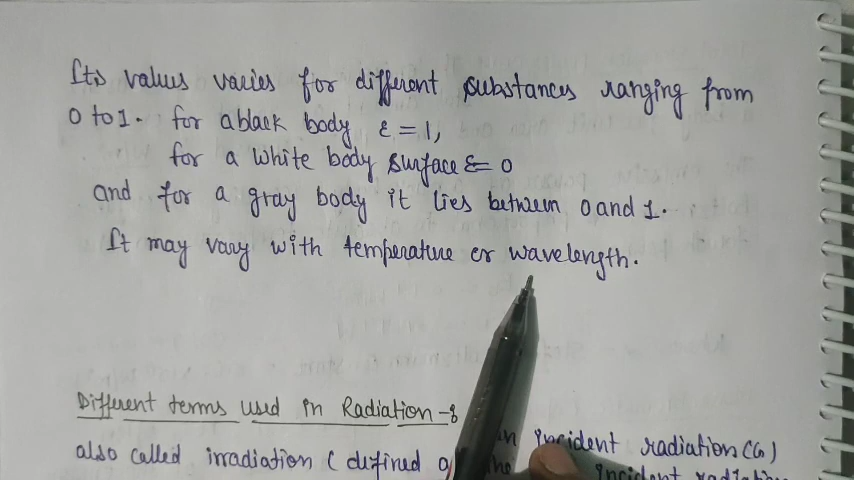 Its values varies for different substances ranging from
0 to 1. for a black body ε = 1,
for a white body surface ε = 0
and for a gray body it lies between 0 and 1.
It may vary with temperature or wavelength.
Different terms used in Radiation -:
incident radiation (G)
also called irradiation (defined incident radiation